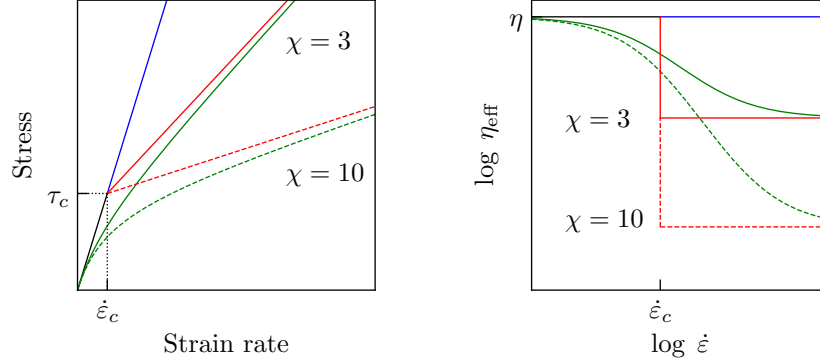 χ = 3
χ = 10
τ_c
ε̇_c
Stress
Strain rate
η
χ = 3
χ = 10
ε̇_c
log η_eff
log ε̇